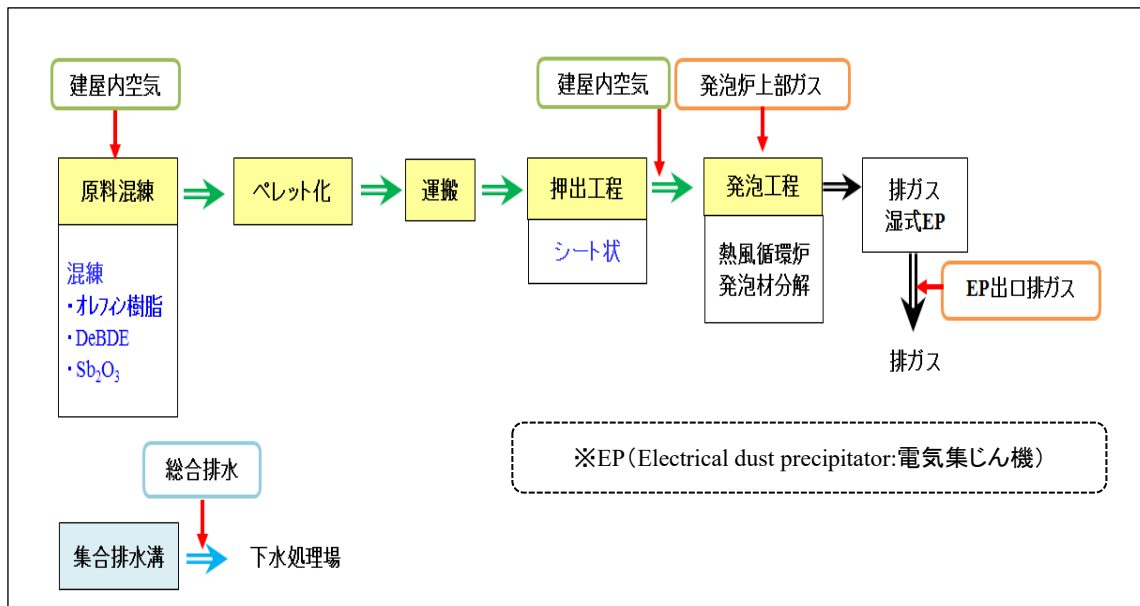 建屋内空気
建屋内空気
発泡炉上部ガス
原料混練
ペレット化
運搬
押出工程
発泡工程
排ガス
湿式EP
混練
・オレフィン樹脂
・DeBDE
・Sb₂O₃
シート状
熱風循環炉
発泡材分解
EP出口排ガス
排ガス
※EP(Electrical dust precipitator:電気集じん機)
総合排水
集合排水溝
下水処理場